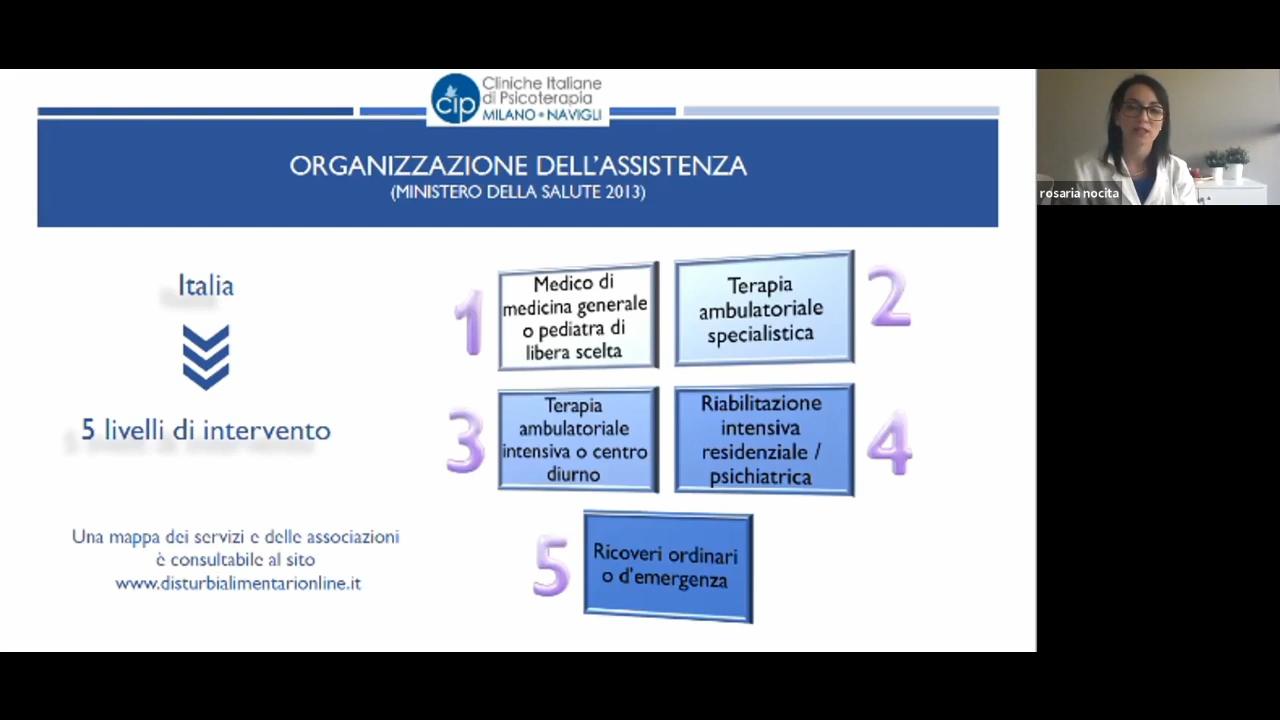 cip
Cliniche Italiane
di Psicoterapia
MILANO • NAVIGLI
ORGANIZZAZIONE DELL'ASSISTENZA
(MINISTERO DELLA SALUTE 2013)
rosaria nocita
Italia
5 livelli di intervento
Una mappa dei servizi e delle associazioni
è consultabile al sito
www.disturbialimentarionline.it
1
Medico di
medicina generale
o pediatra di
libera scelta
Terapia
ambulatoriale
specialistica
2
3
Terapia
ambulatoriale
intensiva o centro
diurno
Riabilitazione
intensiva
residenziale /
psichiatrica
4
5
Ricoveri ordinari
o d'emergenza